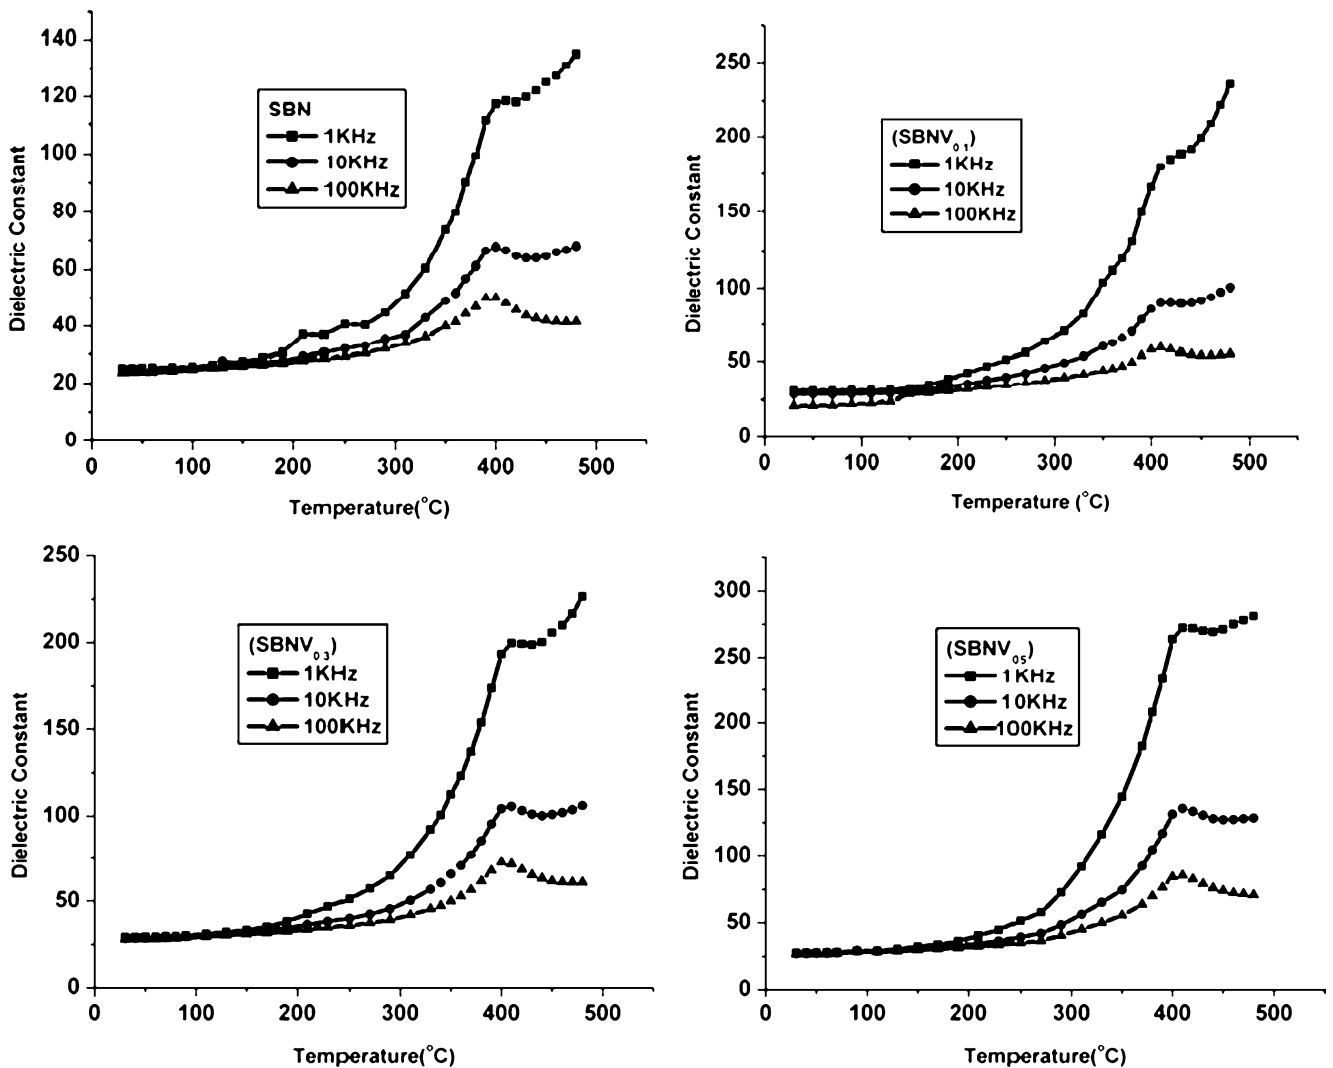 140
120
100
80
60
40
20
0
Dielectric Constant
SBN
1KHz
10KHz
100KHz
0 100 200 300 400 500
Temperature(°C)
250
200
150
100
50
0
Dielectric Constant
(SBNV0.1)
1KHz
10KHz
100KHz
0 100 200 300 400 500
Temperature (°C)
250
200
150
100
50
0
Dielectric Constant
(SBNV0 3)
1KHz
10KHz
100KHz
0 100 200 300 400 500
Temperature(°C)
300
250
200
150
100
50
0
Dielectric Constant
(SBNV05)
1KHz
10KHz
100KHz
0 100 200 300 400 500
Temperature(°C)